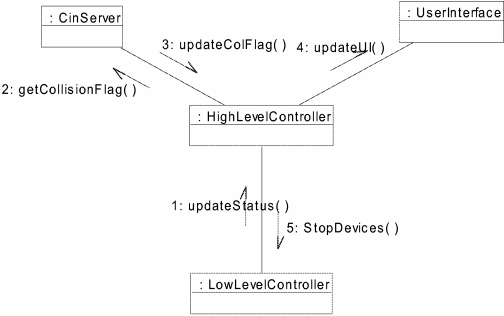 : CinServer
: UserInterface
3: updateColFlag( )
4: updateUI( )
2: getCollisionFlag( )
: HighLevelController
1: updateStatus( )
5: StopDevices( )
: LowLevelController